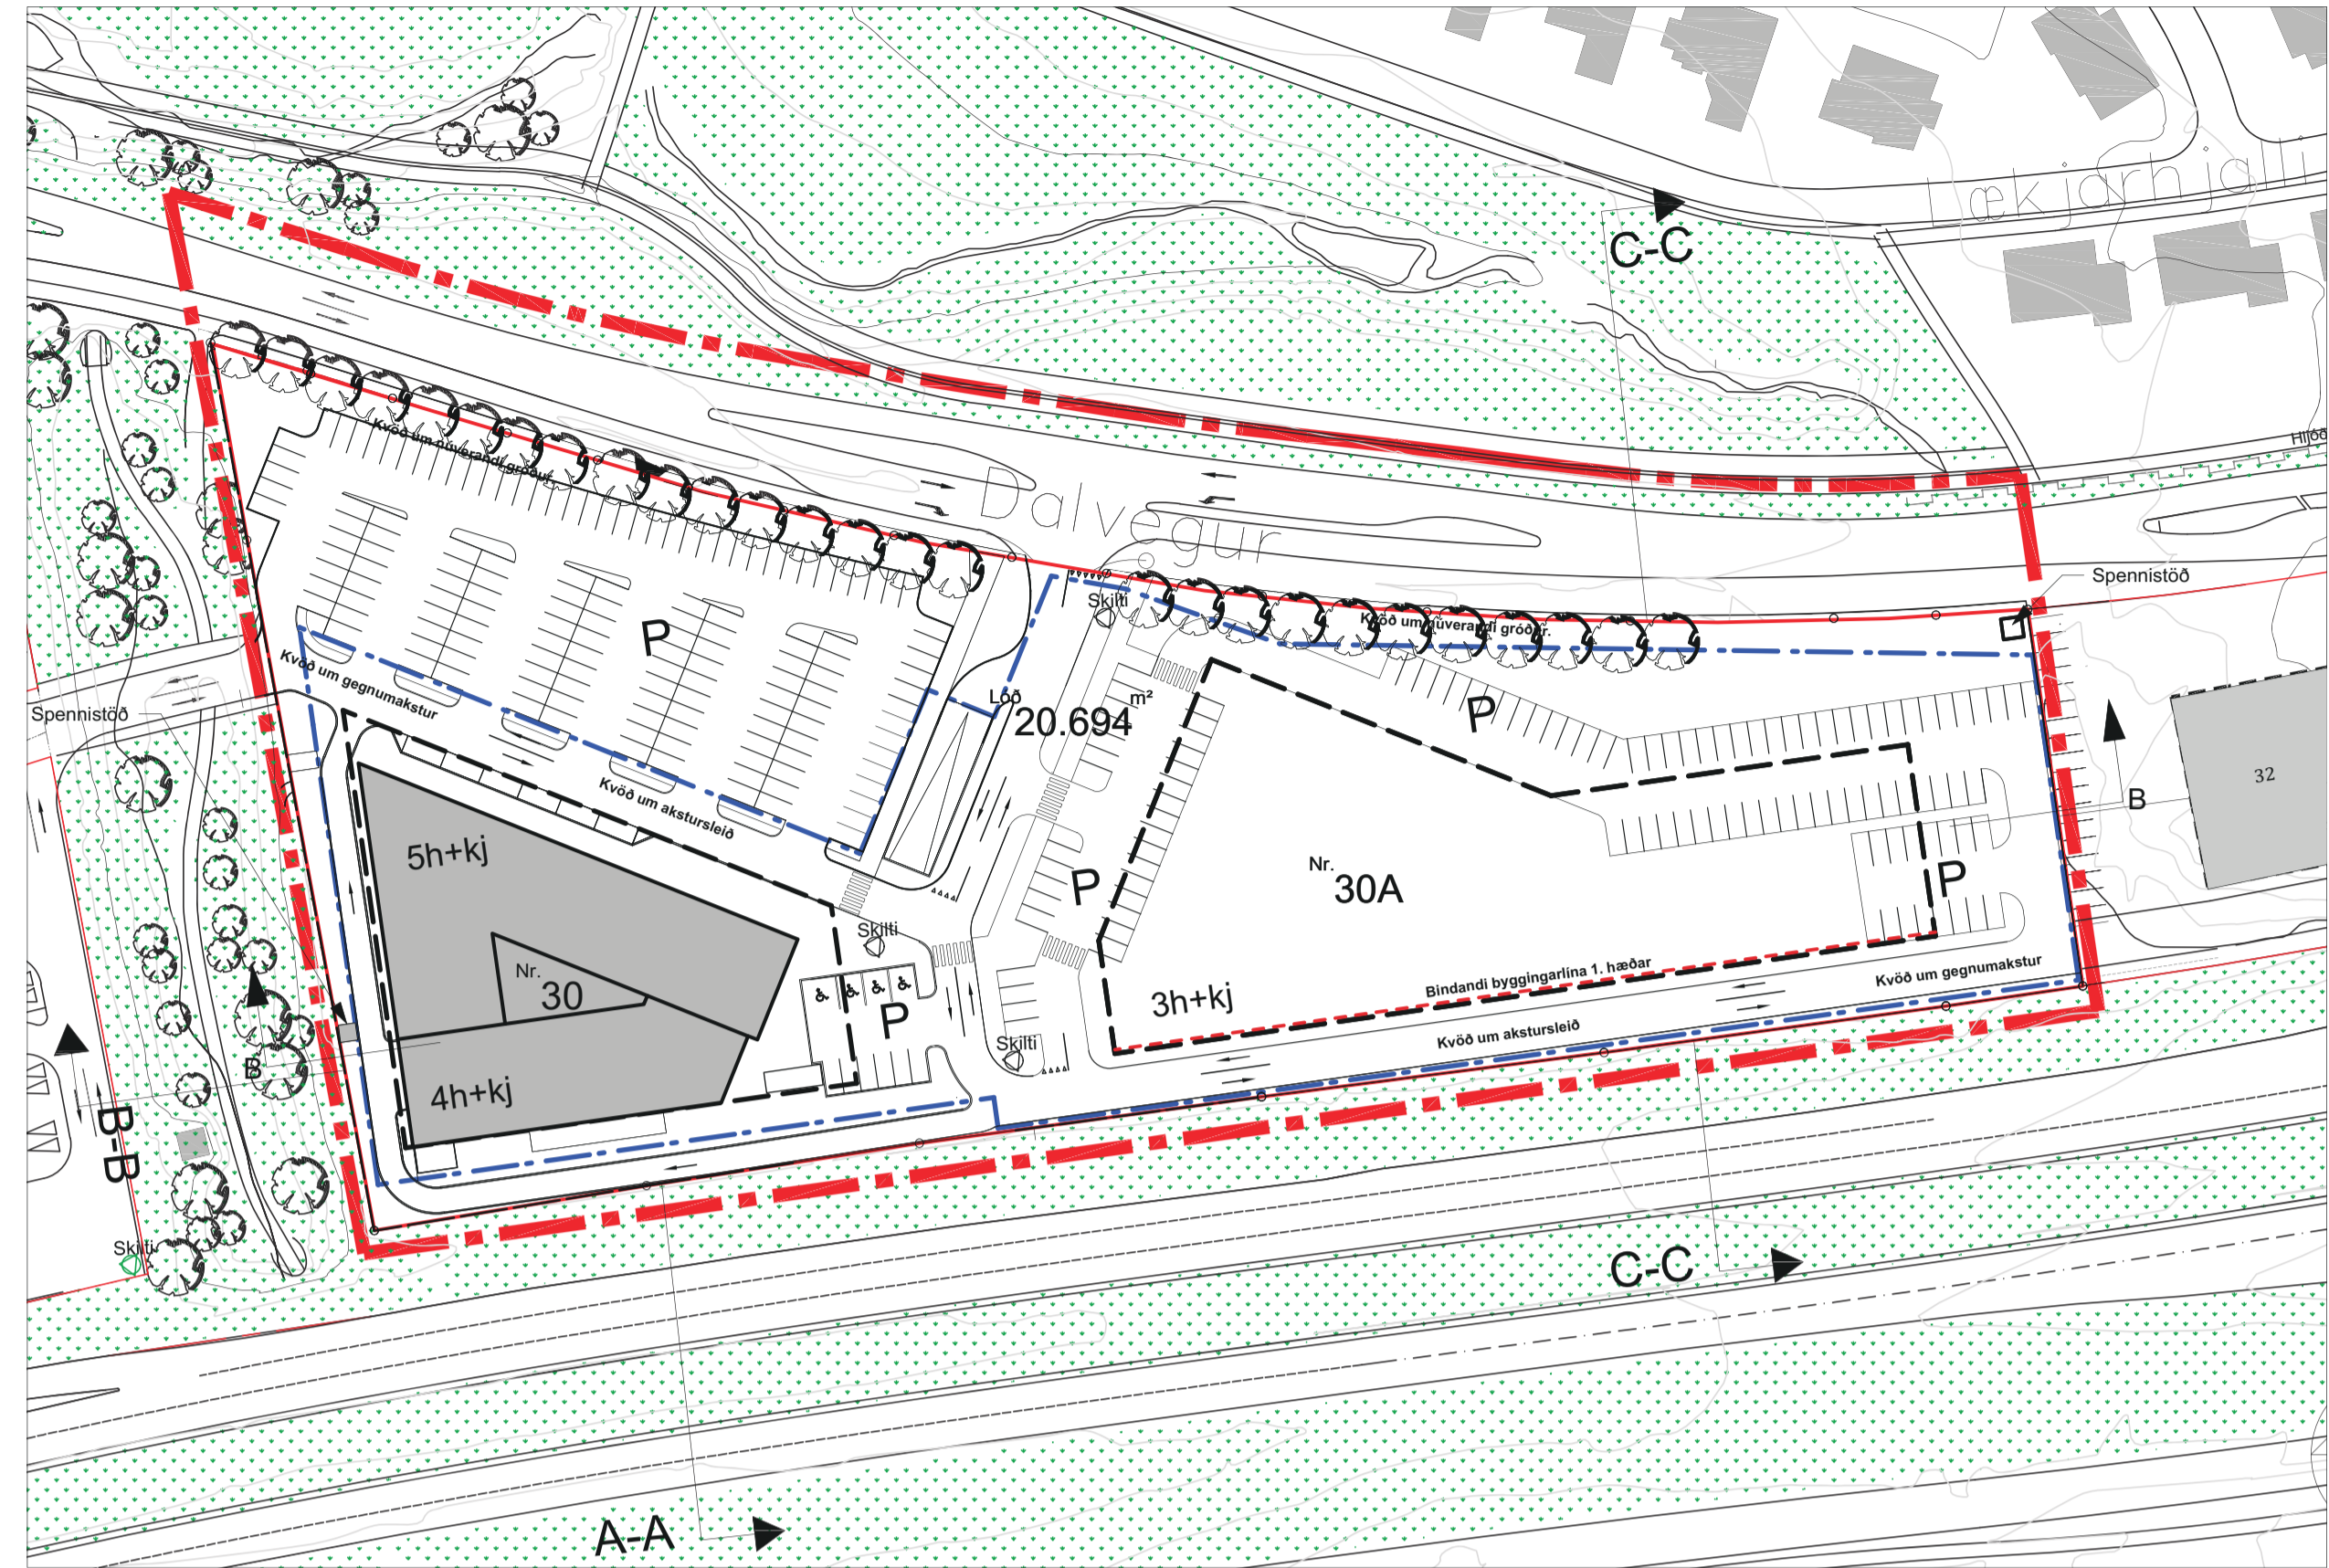 Lækjarhjalli
C-C
Hljóð
Kvöð um núverandi gróður.
Dalvegur
Spennistöð
Skilti
Kvöð um núverandi gróður.
P
Kvöð um gegnumakstur
Lóð
20.694 m²
P
Spennistöð
32
B
Kvöð um akstursleið
5h+kj
Nr.
30A
P
P
Skilti
Nr.
30
P
Bindandi byggingarlína 1. hæðar
Kvöð um gegnumakstur
3h+kj
Kvöð um akstursleið
Skilti
B
4h+kj
B-B
Skilti
C-C
A-A